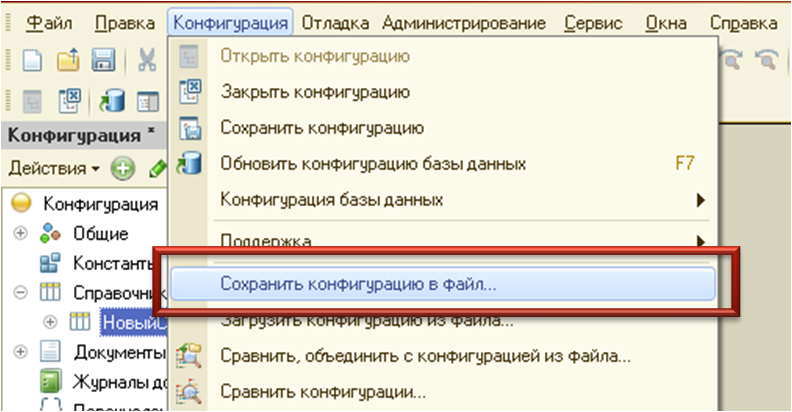 Файл Правка Конфигурация Отладка Администрирование Сервис Окна Справка
Открыть конфигурацию
Закрыть конфигурацию
Конфигурация *
Сохранить конфигурацию
Действия
Обновить конфигурацию базы данных F7
Конфигурация
Конфигурация базы данных
Общие
Поддержка
Константы
Сохранить конфигурацию в файл...
Справочник
НовыйС
Загрузить конфигурацию из файла...
Документы
Сравнить, объединить с конфигурацией из файла...
Журналы до
Сравнить конфигурации...